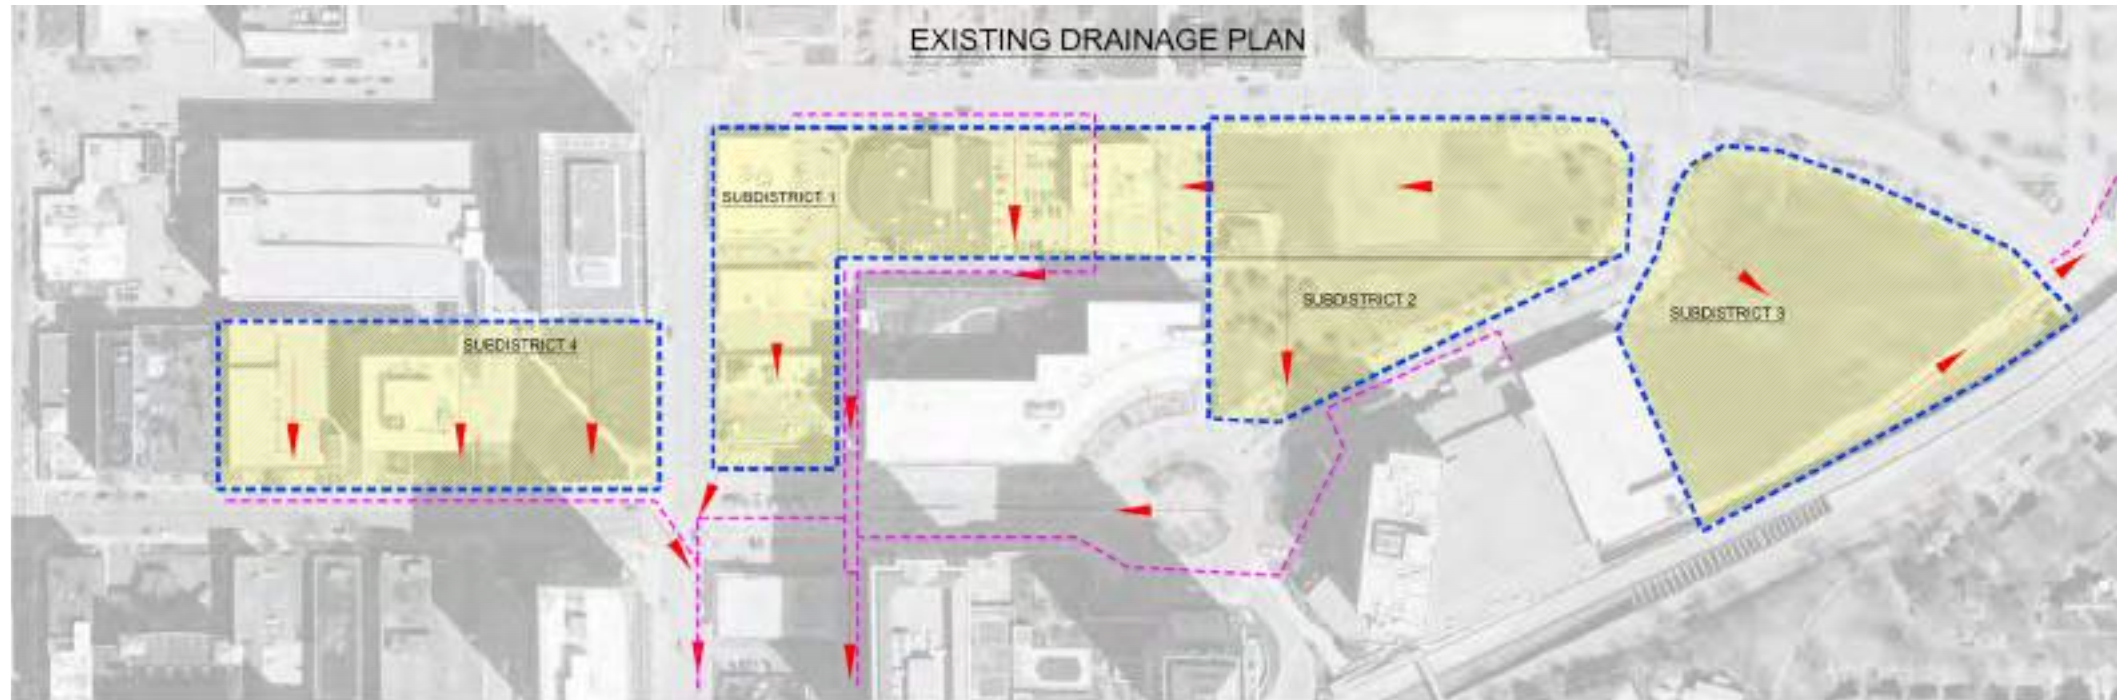 EXISTING DRAINAGE PLAN
SUBDISTRICT 1
SUBDISTRICT 2
SUBDISTRICT 3
SUBDISTRICT 4